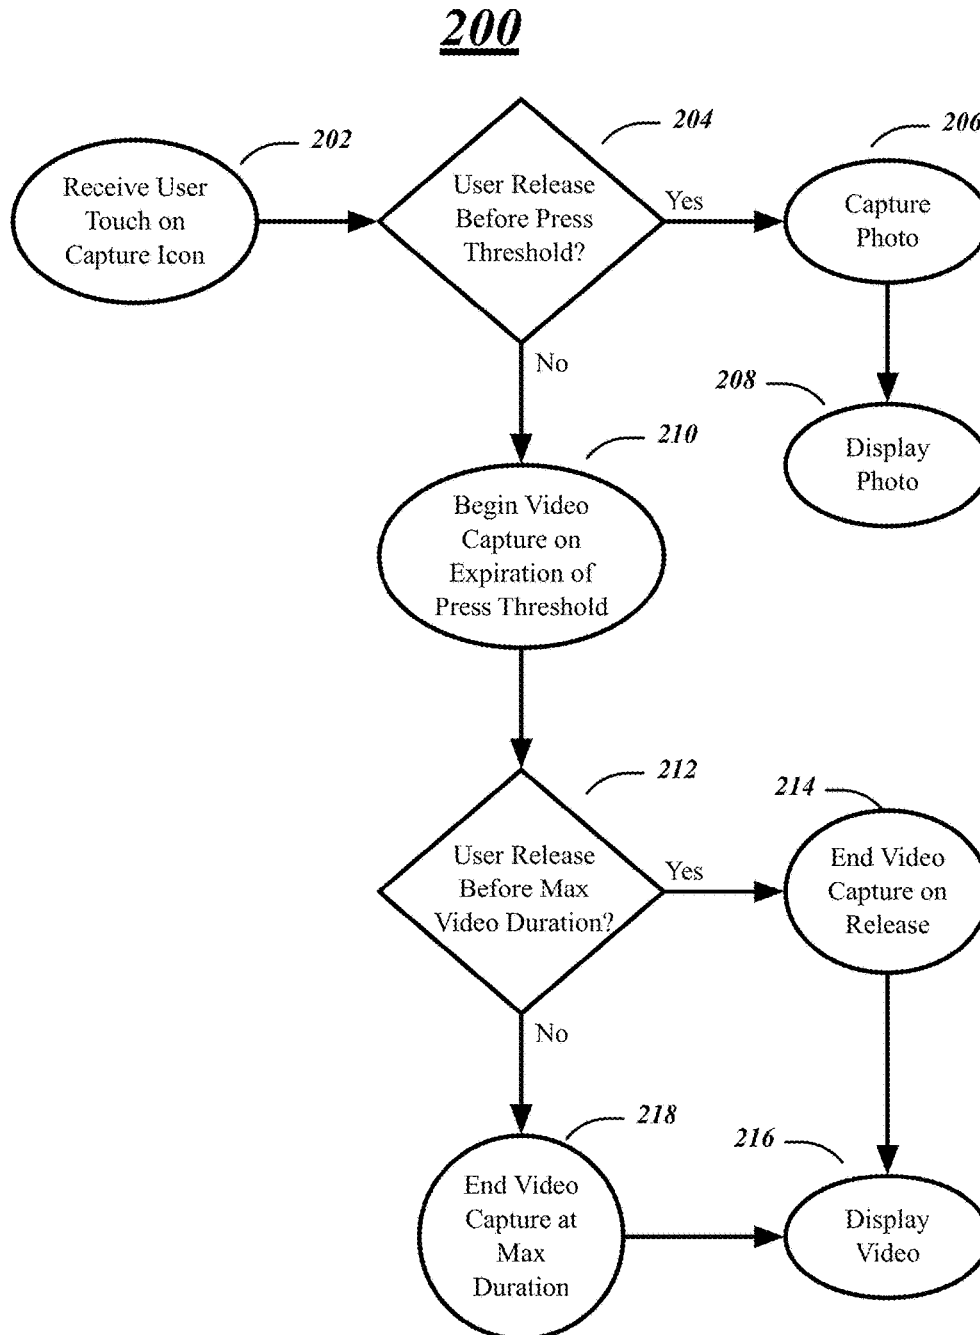 200
202
204
206
Receive User
Touch on
Capture Icon
User Release
Before Press
Threshold?
Yes
Capture
Photo
No
208
Display
Photo
210
Begin Video
Capture on
Expiration of
Press Threshold
212
User Release
Before Max
Video Duration?
Yes
214
End Video
Capture on
Release
No
218
End Video
Capture at
Max
Duration
216
Display
Video